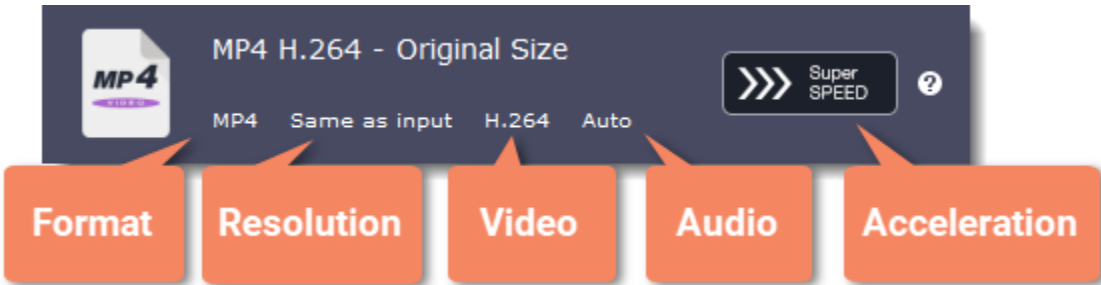 MP4 H.264 - Original Size
MP4
VIDEO
Super
SPEED
?
MP4 Same as input H.264 Auto
Format Resolution Video Audio Acceleration